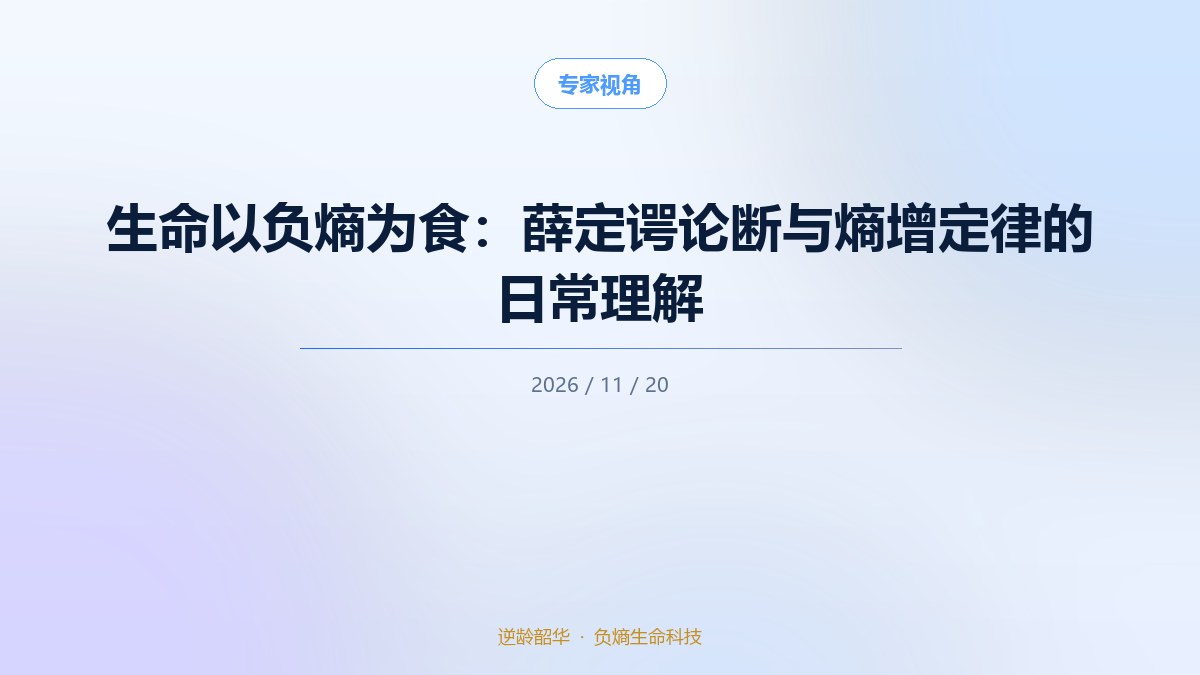 专家视角
生命以负熵为食：薛定谔论断与熵增定律的
日常理解
2026 / 11 / 20
逆龄韶华 · 负熵生命科技